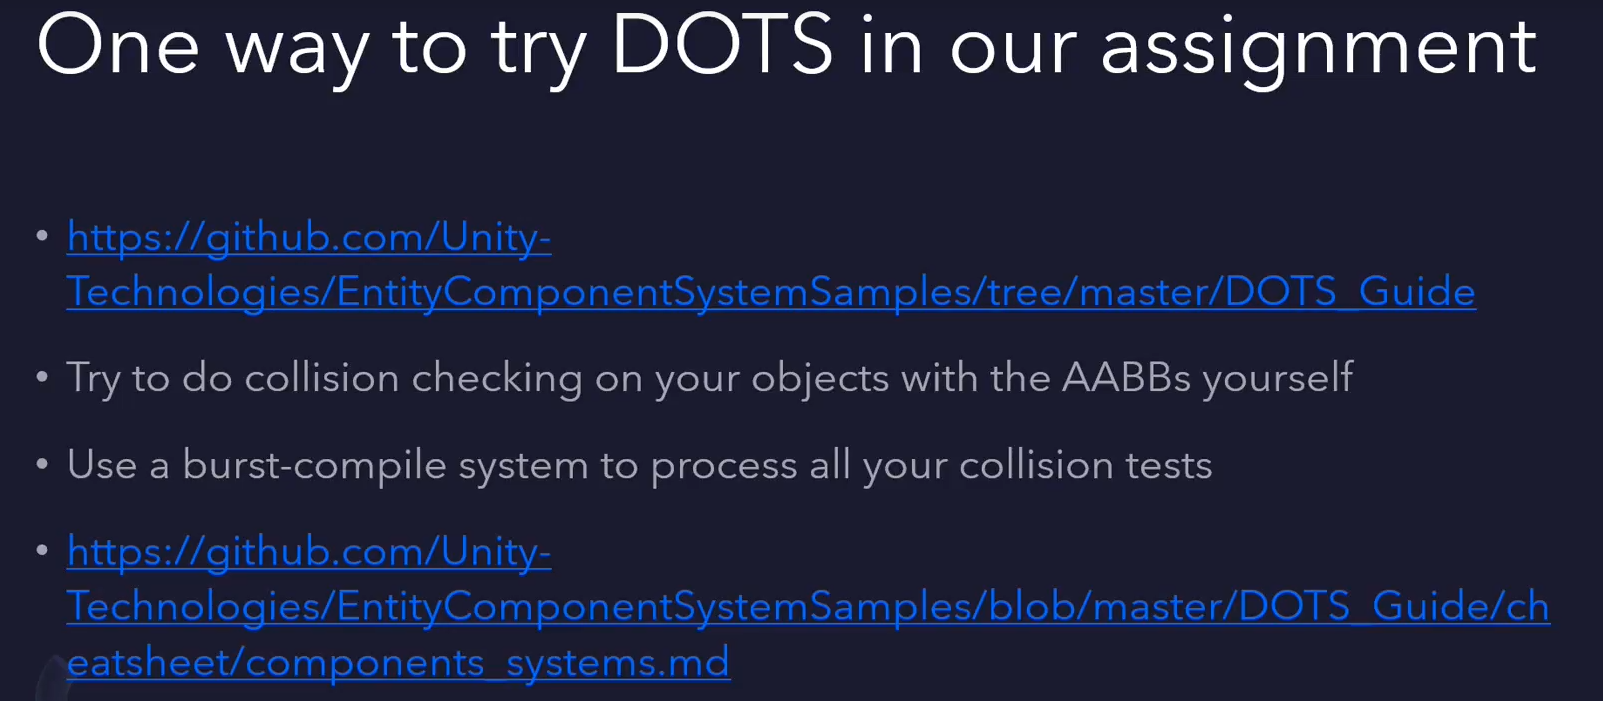 One way to try DOTS in our assignment
• https://github.com/Unity-
Technologies/EntityComponentSystemSamples/tree/master/DOTS_Guide
• Try to do collision checking on your objects with the AABBs yourself
• Use a burst-compile system to process all your collision tests
• https://github.com/Unity-
Technologies/EntityComponentSystemSamples/blob/master/DOTS_Guide/ch
eatsheet/components_systems.md